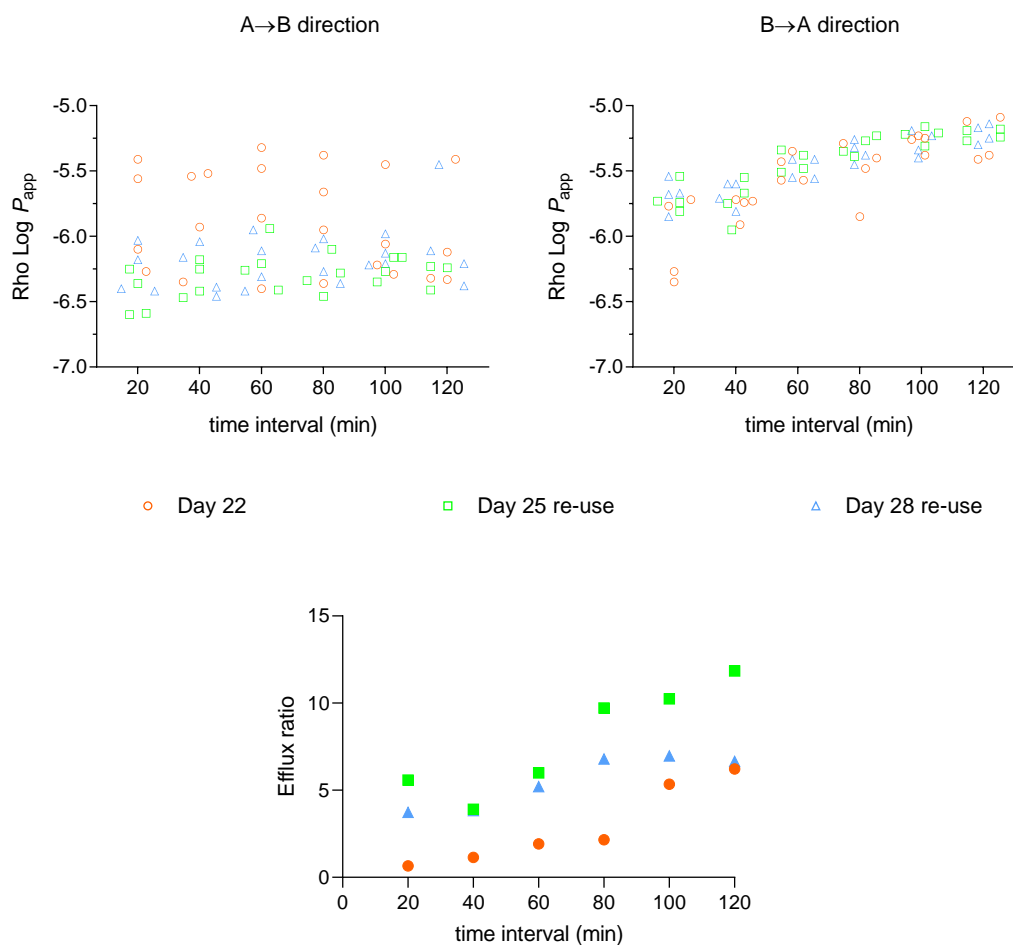 A→B direction
B→A direction
-5.0
-5.5
-6.0
-6.5
-7.0
Rho Log Papp
20 40 60 80 100 120
time interval (min)
-5.0
-5.5
-6.0
-6.5
-7.0
Rho Log Papp
20 40 60 80 100 120
time interval (min)
Day 22
Day 25 re-use
Day 28 re-use
15
10
5
0
Efflux ratio
0 20 40 60 80 100 120
time interval (min)